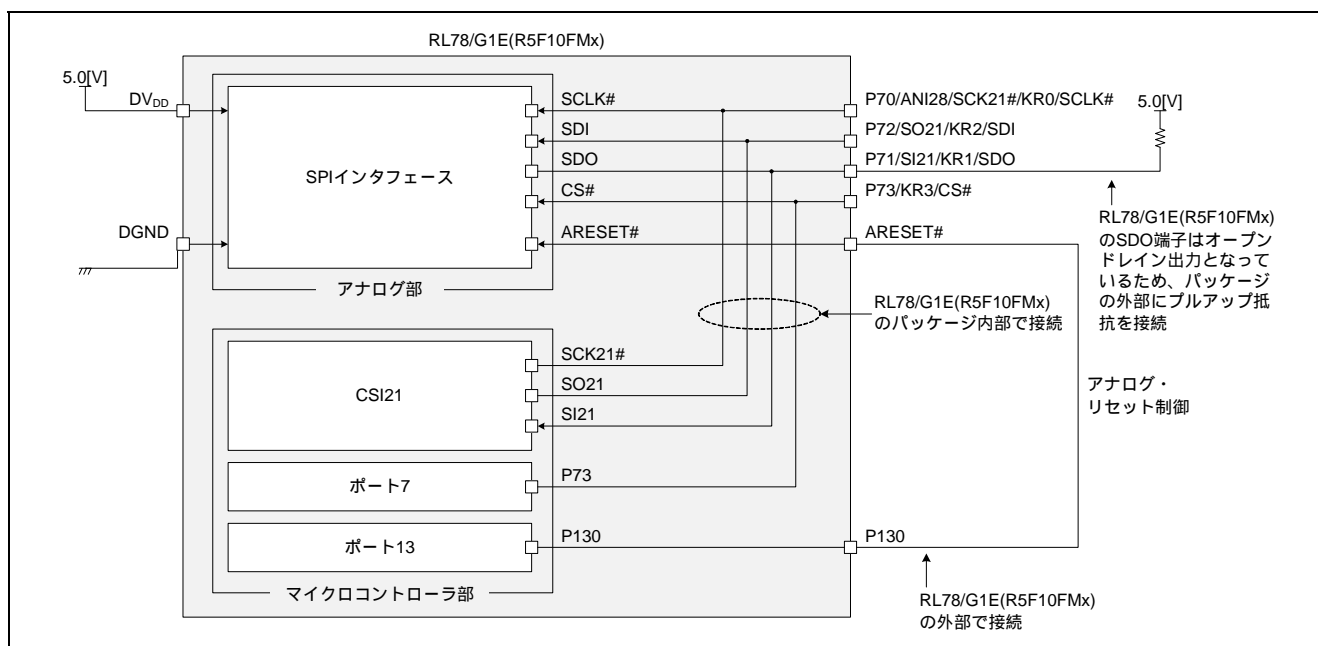 RL78/G1E(R5F10FMx)
5.0[V]
DVDD
DGND
SPIインタフェース
SCLK#
SDI
SDO
CS#
ARESET#
アナログ部
P70/ANI28/SCK21#/KR0/SCLK#
P72/SO21/KR2/SDI
P71/SI21/KR1/SDO
P73/KR3/CS#
ARESET#
5.0[V]
RL78/G1E(R5F10FMx)
のSDO端子はオープン
ドレイン出力となって
いるため、パッケージ
の外部にプルアップ抵
抗を接続
RL78/G1E(R5F10FMx)
のパッケージ内部で接続
CSI21
SCK21#
SO21
SI21
アナログ・
リセット制御
ポート7
P73
ポート13
P130
P130
マイクロコントローラ部
RL78/G1E(R5F10FMx)
の外部で接続